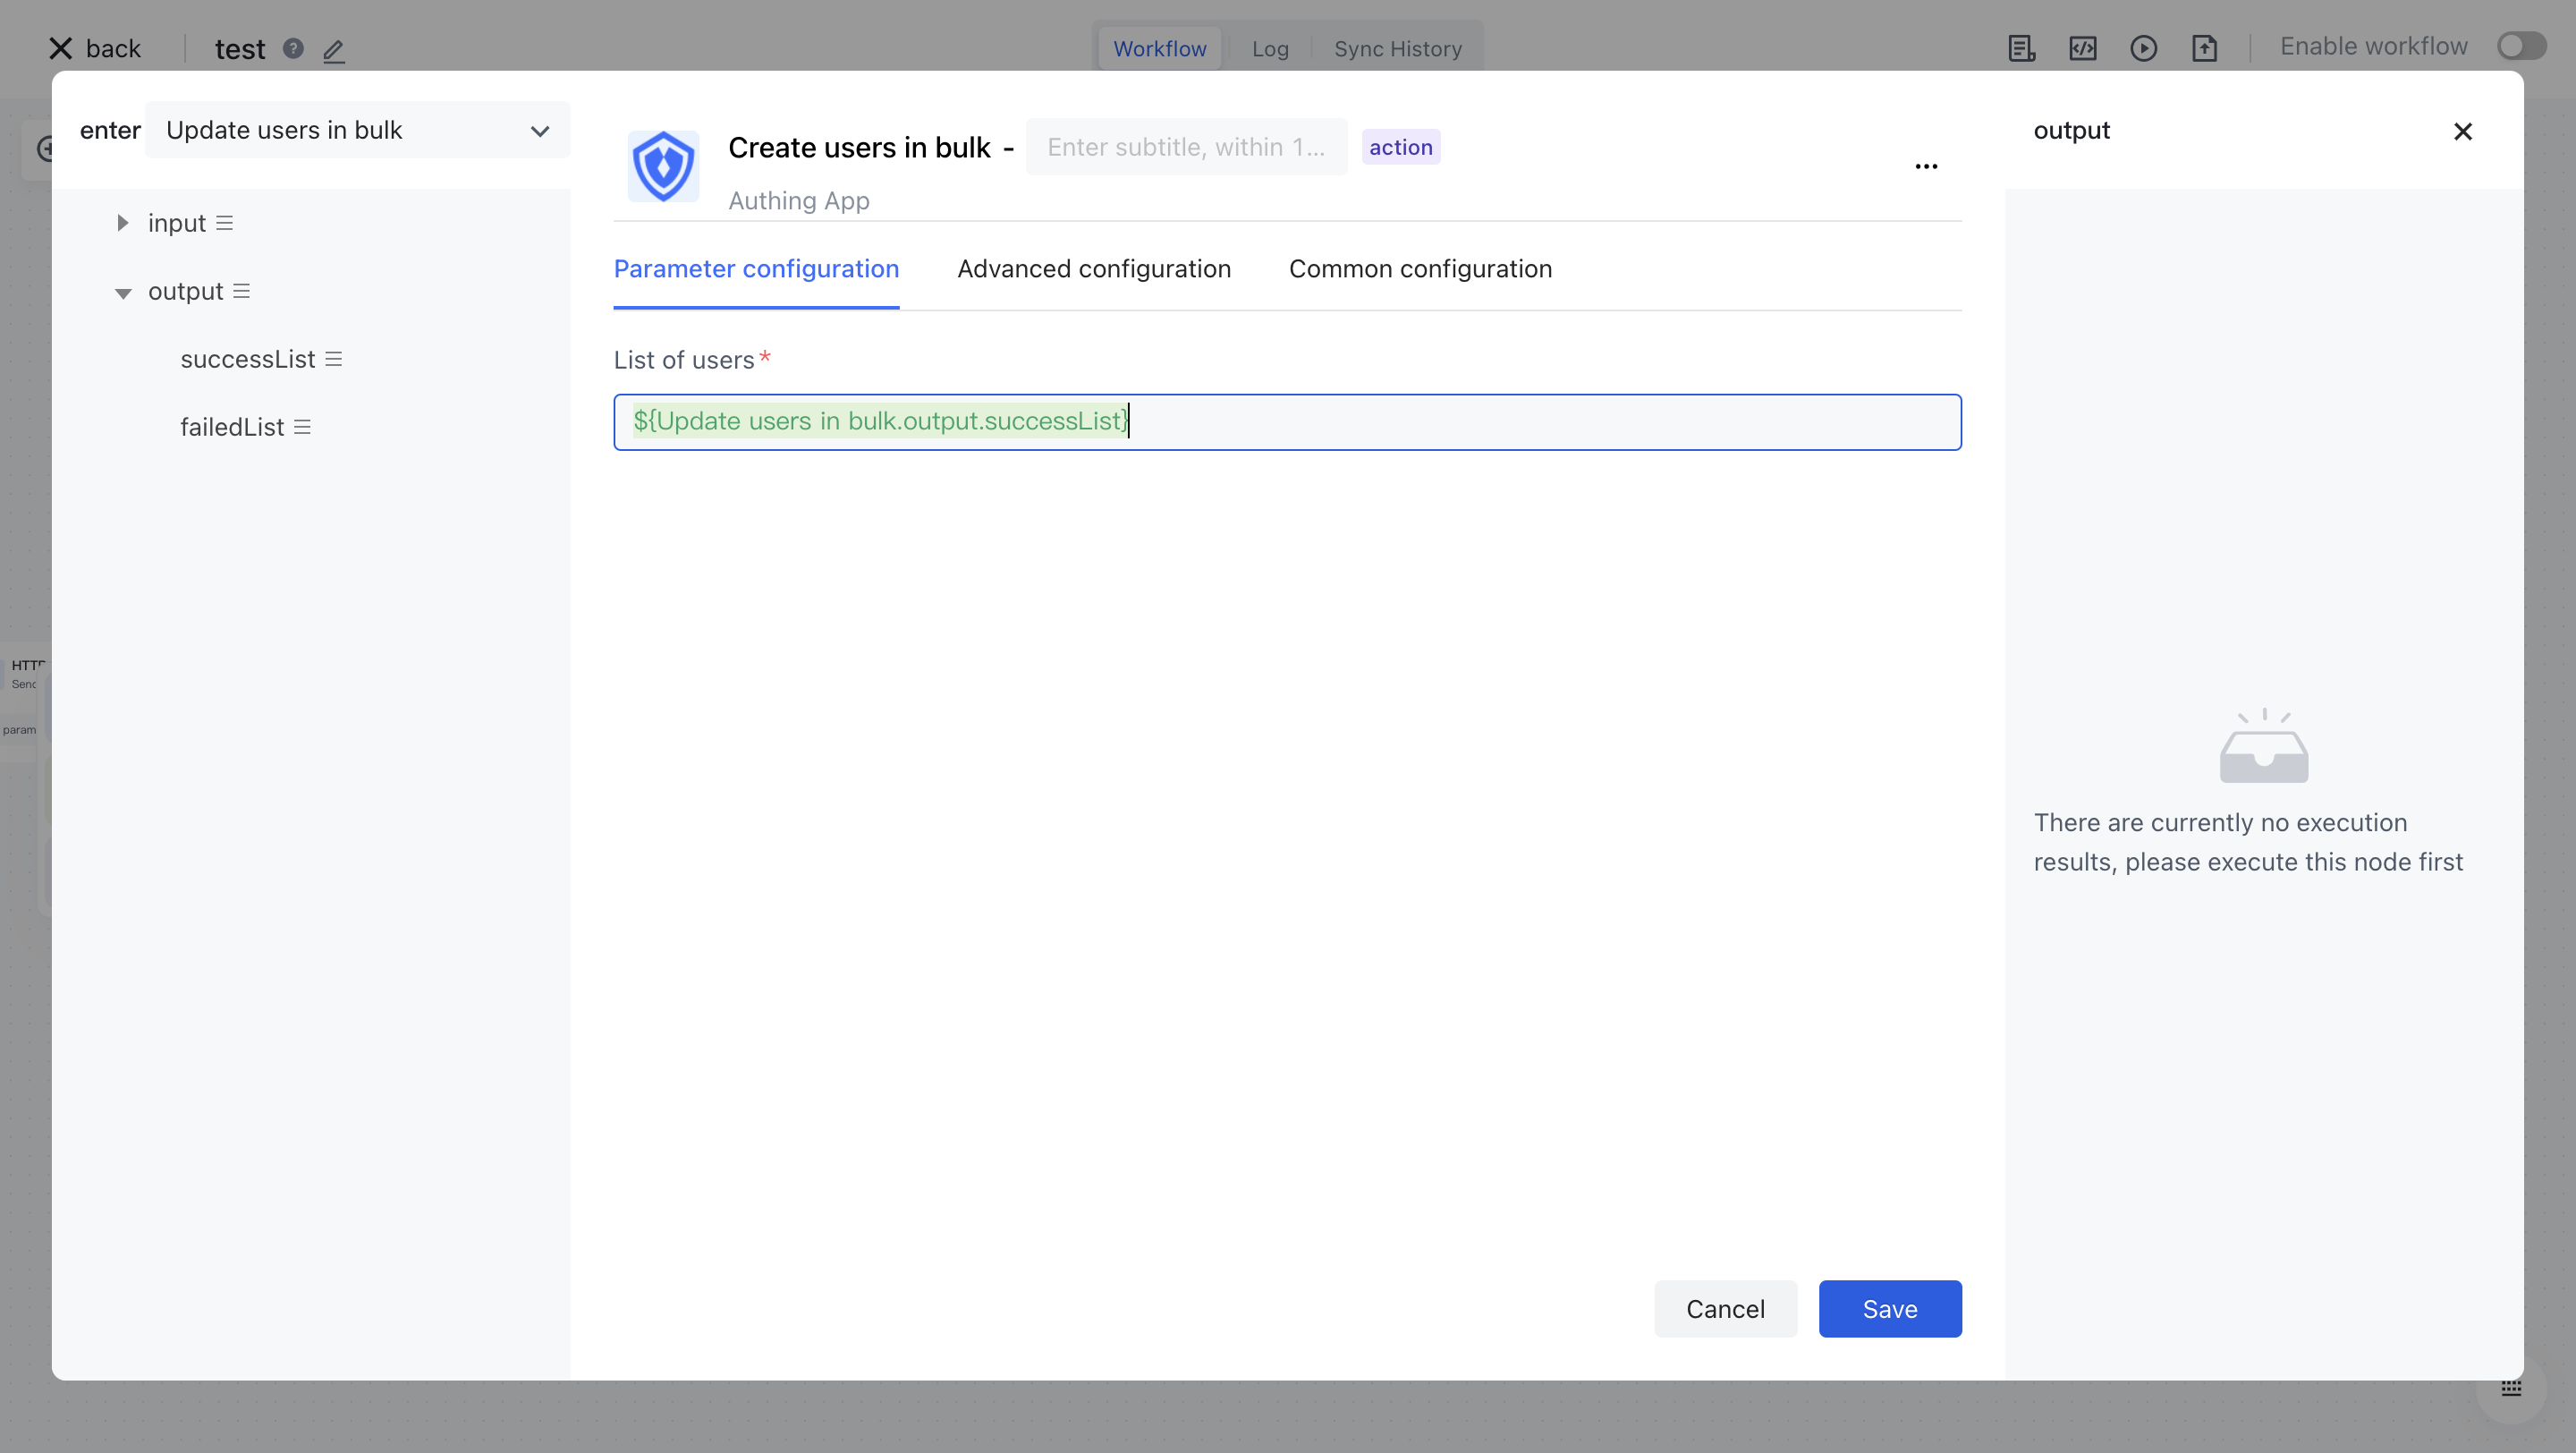 back
test
Workflow
Log
Sync History
Enable workflow
enter
Update users in bulk
input
output
successList
failedList
Create users in bulk -
Enter subtitle, within 1...
action
Authing App
Parameter configuration
Advanced configuration
Common configuration
List of users*
${Update users in bulk.output.successList}
Cancel
Save
output
There are currently no execution
results, please execute this node first
param